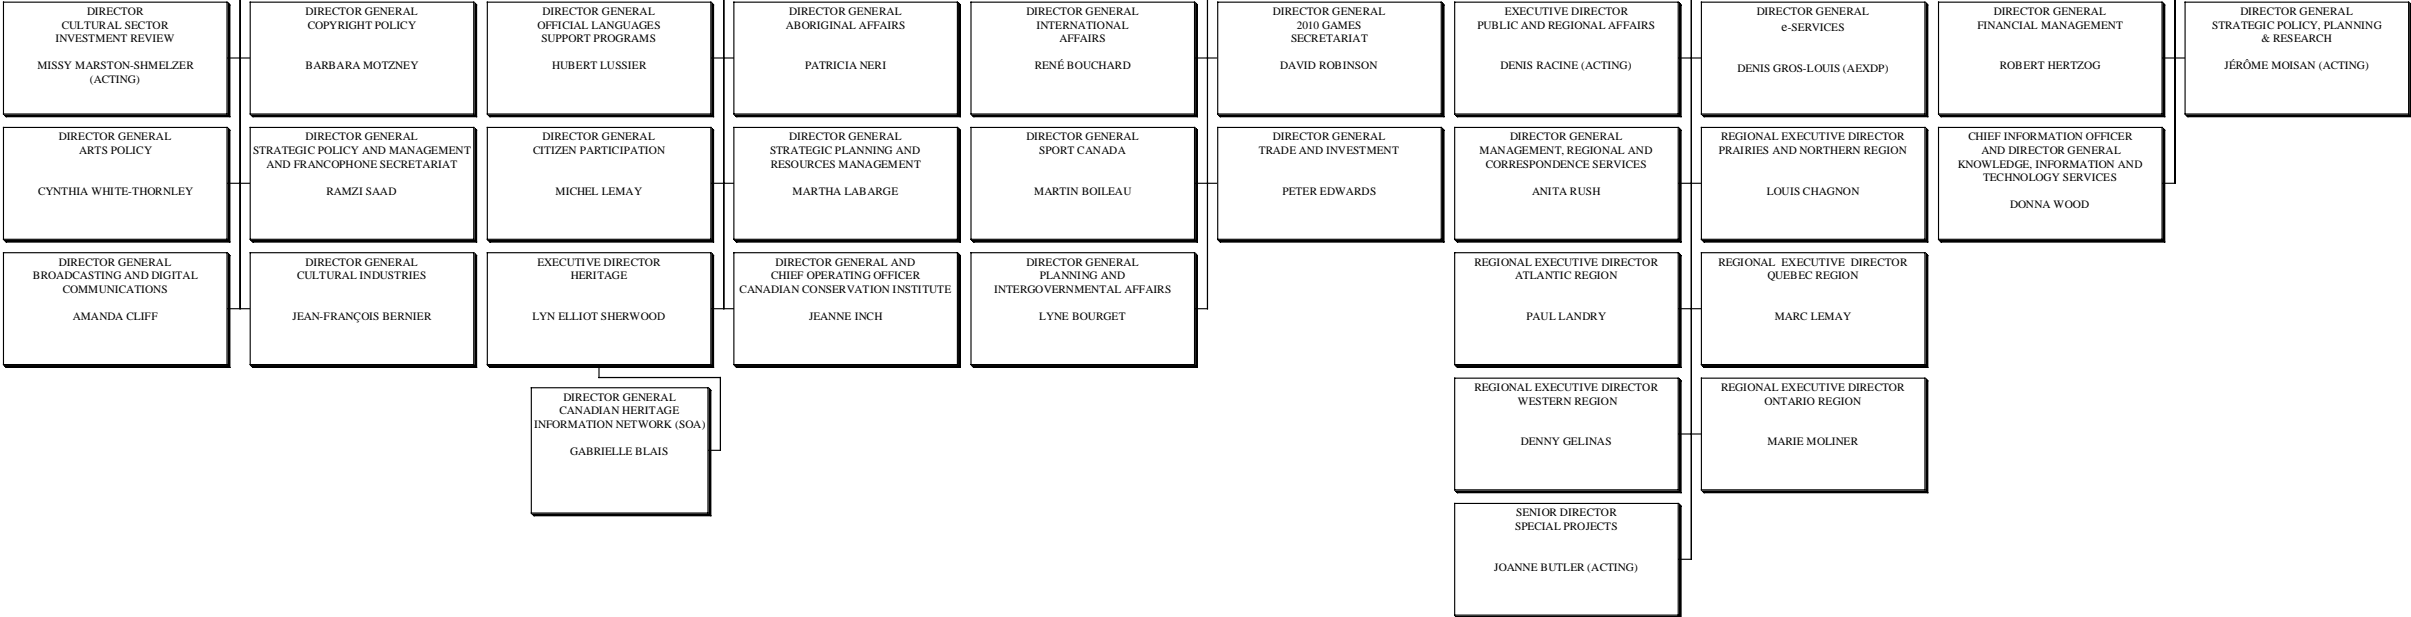 DIRECTOR
CULTURAL SECTOR
INVESTMENT REVIEW
MISSY MARSTON-SHMELZER
(ACTING)
DIRECTOR GENERAL
COPYRIGHT POLICY
BARBARA MOTZNEY
DIRECTOR GENERAL
OFFICIAL LANGUAGES
SUPPORT PROGRAMS
HUBERT LUSSIER
DIRECTOR GENERAL
ABORIGINAL AFFAIRS
PATRICIA NERI
DIRECTOR GENERAL
INTERNATIONAL
AFFAIRS
RENÉ BOUCHARD
DIRECTOR GENERAL
2010 GAMES
SECRETARIAT
DAVID ROBINSON
EXECUTIVE DIRECTOR
PUBLIC AND REGIONAL AFFAIRS
DENIS RACINE (ACTING)
DIRECTOR GENERAL
e-SERVICES
DENIS GROS-LOUIS (AEXDP)
DIRECTOR GENERAL
FINANCIAL MANAGEMENT
ROBERT HERTZOG
DIRECTOR GENERAL
STRATEGIC POLICY, PLANNING
& RESEARCH
JÉRÔME MOISAN (ACTING)
DIRECTOR GENERAL
ARTS POLICY
CYNTHIA WHITE-THORNLEY
DIRECTOR GENERAL
STRATEGIC POLICY AND MANAGEMENT
AND FRANCOPHONE SECRETARIAT
RAMZI SAAD
DIRECTOR GENERAL
CITIZEN PARTICIPATION
MICHEL LEMAY
DIRECTOR GENERAL
STRATEGIC PLANNING AND
RESOURCES MANAGEMENT
MARTHA LABARGE
DIRECTOR GENERAL
SPORT CANADA
MARTIN BOILEAU
DIRECTOR GENERAL
TRADE AND INVESTMENT
PETER EDWARDS
DIRECTOR GENERAL
MANAGEMENT, REGIONAL AND
CORRESPONDENCE SERVICES
ANITA RUSH
REGIONAL EXECUTIVE DIRECTOR
PRAIRIES AND NORTHERN REGION
LOUIS CHAGNON
CHIEF INFORMATION OFFICER
AND DIRECTOR GENERAL
KNOWLEDGE, INFORMATION AND
TECHNOLOGY SERVICES
DONNA WOOD
DIRECTOR GENERAL
BROADCASTING AND DIGITAL
COMMUNICATIONS
AMANDA CLIFF
DIRECTOR GENERAL
CULTURAL INDUSTRIES
JEAN-FRANÇOIS BERNIER
EXECUTIVE DIRECTOR
HERITAGE
LYN ELLIOT SHERWOOD
DIRECTOR GENERAL AND
CHIEF OPERATING OFFICER
CANADIAN CONSERVATION INSTITUTE
JEANNE INCH
DIRECTOR GENERAL
PLANNING AND
INTERGOVERNMENTAL AFFAIRS
LYNE BOURGET
REGIONAL EXECUTIVE DIRECTOR
ATLANTIC REGION
PAUL LANDRY
REGIONAL EXECUTIVE DIRECTOR
QUEBEC REGION
MARC LEMAY
DIRECTOR GENERAL
CANADIAN HERITAGE
INFORMATION NETWORK (SOA)
GABRIELLE BLAIS
REGIONAL EXECUTIVE DIRECTOR
WESTERN REGION
DENNY GELINAS
REGIONAL EXECUTIVE DIRECTOR
ONTARIO REGION
MARIE MOLINER
SENIOR DIRECTOR
SPECIAL PROJECTS
JOANNE BUTLER (ACTING)